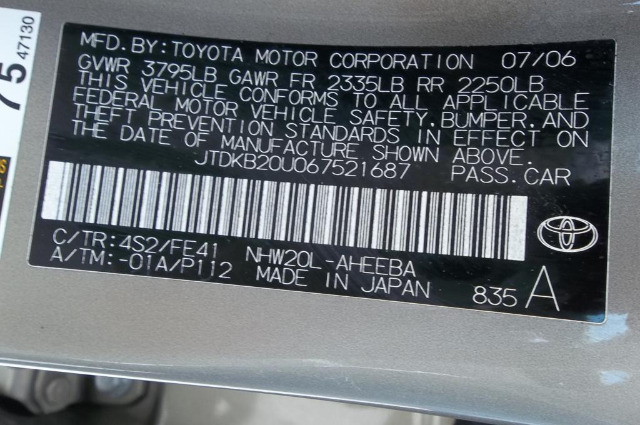 75
47130
MFD.BY:TOYOTA MOTOR CORPORATION 07/06
GVWR 3795LB GAWR FR 2335LB RR 2250LB
THIS VEHICLE CONFORMS TO ALL APPLICABLE
FEDERAL MOTOR VEHICLE SAFETY.BUMPER.AND
THEFT PREVENTION STANDARDS IN EFFECT ON
THE DATE OF MANUFACTURE SHOWN ABOVE.
JTDKB20U067521687 PASS.CAR
C/TR:4S2/FE41 NHW20L-AHEEBA
A/TM:-01A/P112 MADE IN JAPAN 835 A